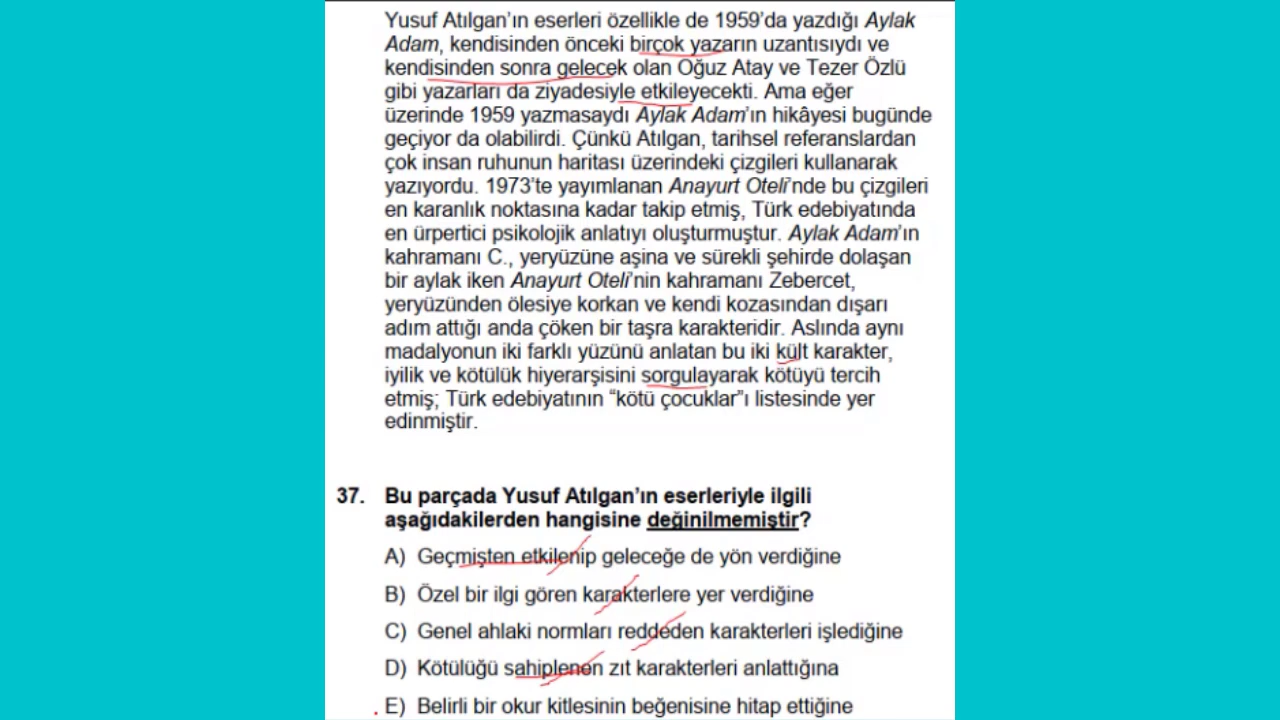 Yusuf Atılgan’ın eserleri özellikle de 1959’da yazdığı Aylak
Adam, kendisinden önceki birçok yazarın uzantısıydı ve
kendisinden sonra gelecek olan Oğuz Atay ve Tezer Özlü
gibi yazarları da ziyadesiyle etkileyecekti. Ama eğer
üzerinde 1959 yazmasaydı Aylak Adam’ın hikâyesi bugünde
geçiyor da olabilirdi. Çünkü Atılgan, tarihsel referanslardan
çok insan ruhunun haritası üzerindeki çizgileri kullanarak
yazıyordu. 1973’te yayımlanan Anayurt Oteli’nde bu çizgileri
en karanlık noktasına kadar takip etmiş, Türk edebiyatında
en ürpertici psikolojik anlatıyı oluşturmuştur. Aylak Adam’ın
kahramanı C., yeryüzüne aşina ve sürekli şehirde dolaşan
bir aylak iken Anayurt Oteli’nin kahramanı Zebercet,
yeryüzünden ölesiye korkan ve kendi kozasından dışarı
adım attığı anda çöken bir taşra karakteridir. Aslında aynı
madalyonun iki farklı yüzünü anlatan bu iki kült karakter,
iyilik ve kötülük hiyerarşisini sorgulayarak kötüyü tercih
etmiş; Türk edebiyatının “kötü çocuklar”ı listesinde yer
edinmiştir.
37. Bu parçada Yusuf Atılgan’ın eserleriyle ilgili
aşağıdakilerden hangisine değinilmemiştir?
A) Geçmişten etkilenip geleceğe de yön verdiğine
B) Özel bir ilgi gören karakterlere yer verdiğine
C) Genel ahlaki normları reddeden karakterleri işlediğine
D) Kötülüğü sahiplenen zıt karakterleri anlattığına
E) Belirli bir okur kitlesinin beğenisine hitap ettiğine